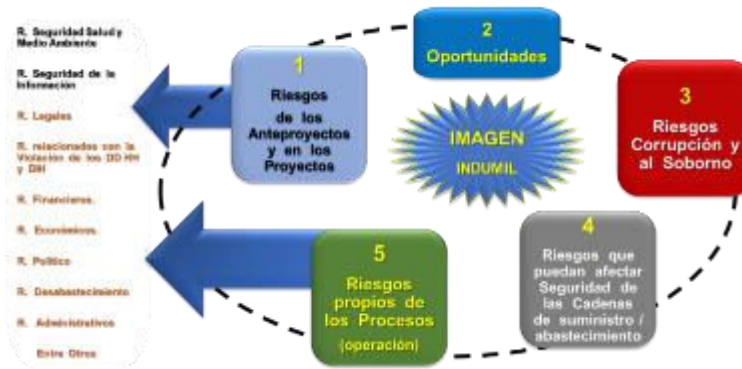 R. Seguridad Salud y
Medio Ambiente
R. Seguridad de la
Información
R. Legales
R. relacionados con la
Violación de los DD HH
y DIH
R. Financieros.
R. Económicos.
R. Político
R. Desabastecimiento
R. Administrativos
Entre Otros
1
Riesgos
de los
Anteproyectos
y en los
Proyectos
2
Oportunidades
3
Riesgos
Corrupción y
al Soborno
IMAGEN
INDUMIL
4
Riesgos que
puedan afectar
Seguridad de
las Cadenas
de suministro /
abastecimiento
5
Riesgos
propios de
los Procesos
(operación)